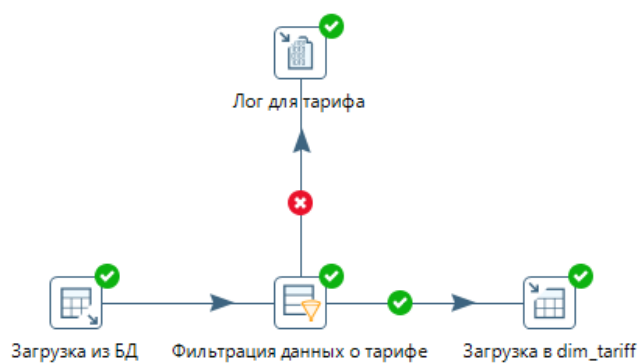 Лог для тарифа
Загрузка из БД
Фильтрация данных о тарифе
Загрузка в dim_tariff